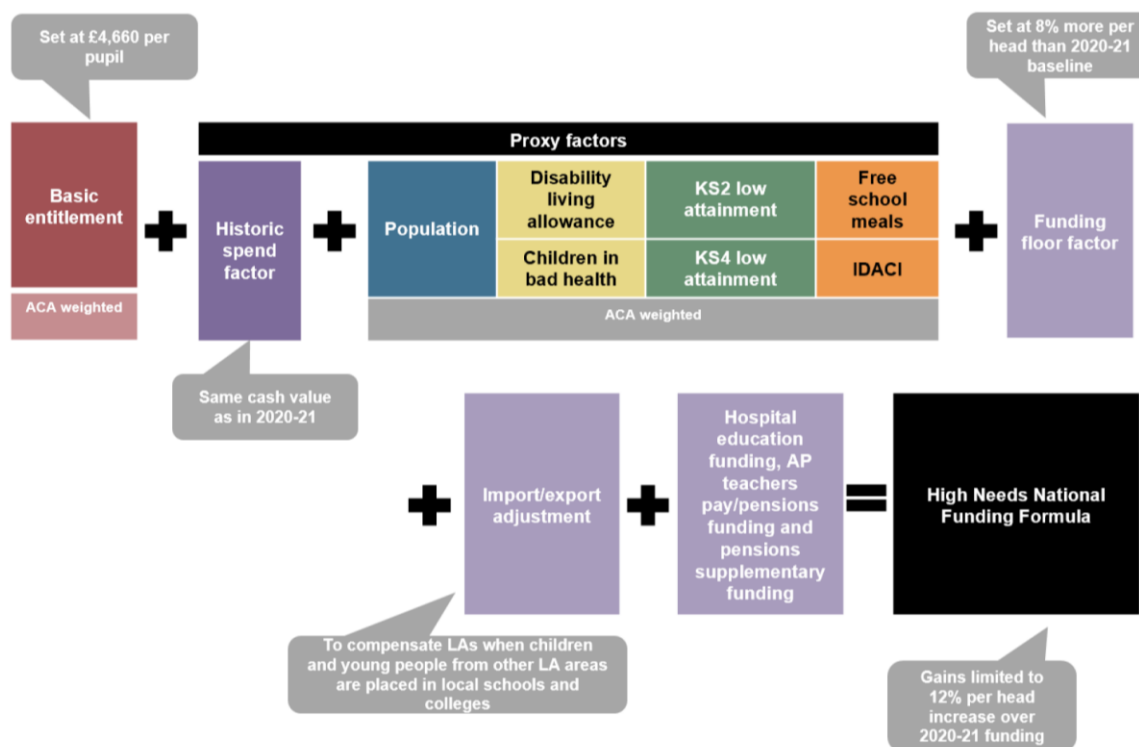 Set at £4,660 per
pupil
Set at 8% more per
head than 2020-21
baseline
Proxy factors
Basic
entitlement
ACA weighted
Historic
spend
factor
Population
Disability
living
allowance
KS2 low
attainment
Free
school
meals
Children in
bad health
KS4 low
attainment
IDACI
ACA weighted
Funding
floor factor
Same cash value
as in 2020-21
Import/export
adjustment
Hospital
education
funding, AP
teachers
pay/pensions
funding and
pensions
supplementary
funding
High Needs National
Funding Formula
To compensate LAs when children
and young people from other LA areas
are placed in local schools and
colleges
Gains limited to
12% per head
increase over
2020-21 funding